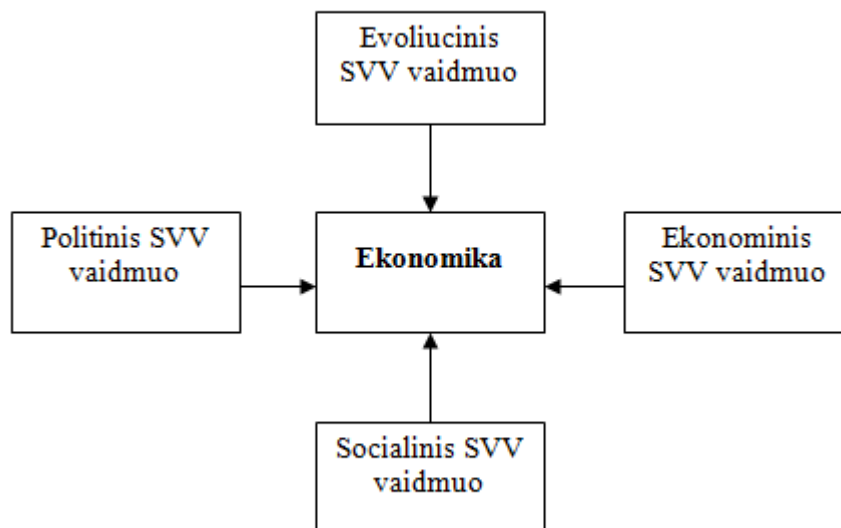 Evoliucinis
SVV vaidmuo
Politinis SVV
vaidmuo
Ekonomika
Ekonominis
SVV vaidmuo
Socialinis SVV
vaidmuo